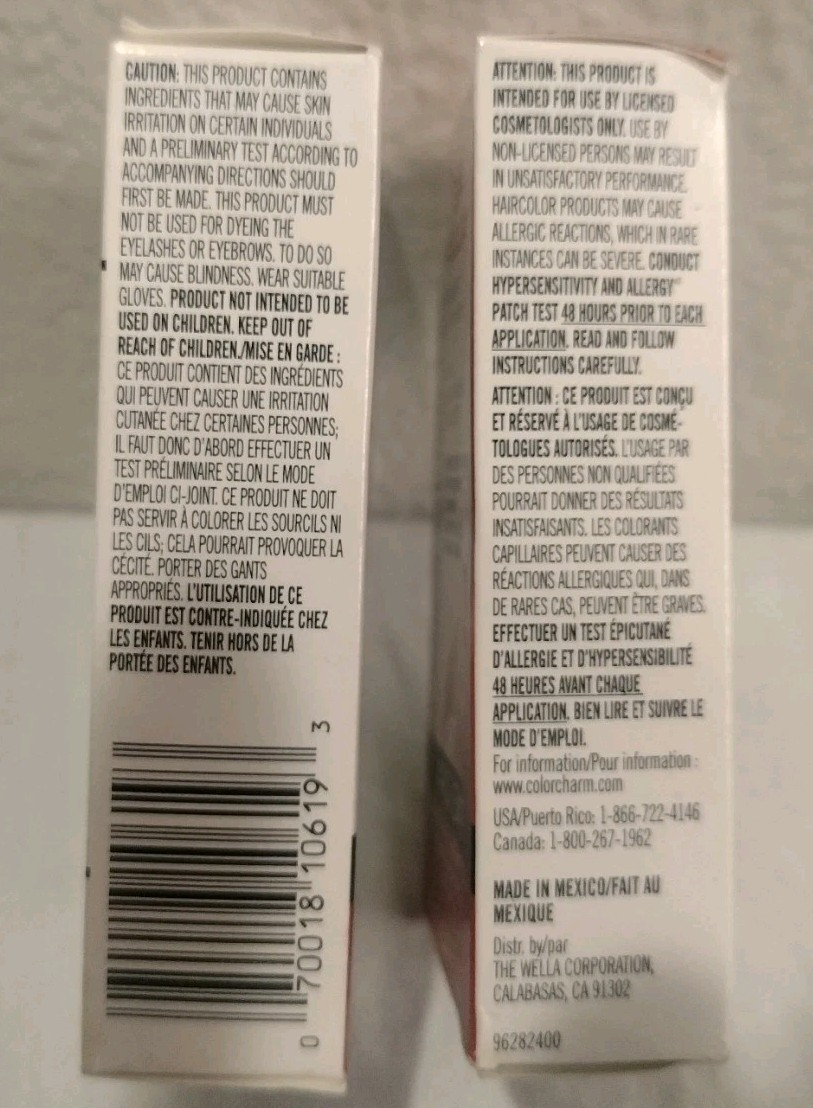 CAUTION: THIS PRODUCT CONTAINS
INGREDIENTS THAT MAY CAUSE SKIN
IRRITATION ON CERTAIN INDIVIDUALS
AND A PRELIMINARY TEST ACCORDING TO
ACCOMPANYING DIRECTIONS SHOULD
FIRST BE MADE. THIS PRODUCT MUST
NOT BE USED FOR DYEING THE
EYELASHES OR EYEBROWS. TO DO SO
MAY CAUSE BLINDNESS. WEAR SUITABLE
GLOVES. PRODUCT NOT INTENDED TO BE
USED ON CHILDREN. KEEP OUT OF
REACH OF CHILDREN./MISE EN GARDE :
CE PRODUIT CONTIENT DES INGRÉDIENTS
QUI PEUVENT CAUSER UNE IRRITATION
CUTANÉE CHEZ CERTAINES PERSONNES;
IL FAUT DONC D'ABORD EFFECTUER UN
TEST PRÉLIMINAIRE SELON LE MODE
D'EMPLOI CI-JOINT. CE PRODUIT NE DOIT
PAS SERVIR À COLORER LES SOURCILS NI
LES CILS; CELA POURRAIT PROVOQUER LA
CÉCITÉ. PORTER DES GANTS
APPROPRIÉS. L'UTILISATION DE CE
PRODUIT EST CONTRE-INDIQUÉE CHEZ
LES ENFANTS. TENIR HORS DE LA
PORTÉE DES ENFANTS.
0 70018 10619 3
ATTENTION: THIS PRODUCT IS
INTENDED FOR USE BY LICENSED
COSMETOLOGISTS ONLY. USE BY
NON-LICENSED PERSONS MAY RESULT
IN UNSATISFACTORY PERFORMANCE.
HAIRCOLOR PRODUCTS MAY CAUSE
ALLERGIC REACTIONS, WHICH IN RARE
INSTANCES CAN BE SEVERE. CONDUCT
HYPERSENSITIVITY AND ALLERGY
PATCH TEST 48 HOURS PRIOR TO EACH
APPLICATION. READ AND FOLLOW
INSTRUCTIONS CAREFULLY.
ATTENTION : CE PRODUIT EST CONÇU
ET RÉSERVÉ À L'USAGE DE COSMÉ-
TOLOGUES AUTORISÉS. L'USAGE PAR
DES PERSONNES NON QUALIFIÉES
POURRAIT DONNER DES RÉSULTATS
INSATISFAISANTS. LES COLORANTS
CAPILLAIRES PEUVENT CAUSER DES
RÉACTIONS ALLERGIQUES QUI, DANS
DE RARES CAS, PEUVENT ÊTRE GRAVES.
EFFECTUER UN TEST ÉPICUTANÉ
D'ALLERGIE ET D'HYPERSENSIBILITÉ
48 HEURES AVANT CHAQUE
APPLICATION. BIEN LIRE ET SUIVRE LE
MODE D'EMPLOI.
For information/Pour information :
www.colorcharm.com
USA/Puerto Rico: 1-866-722-4146
Canada: 1-800-267-1962
MADE IN MEXICO/FAIT AU
MEXIQUE
Distr. by/par
THE WELLA CORPORATION,
CALABASAS, CA 91302
96282400